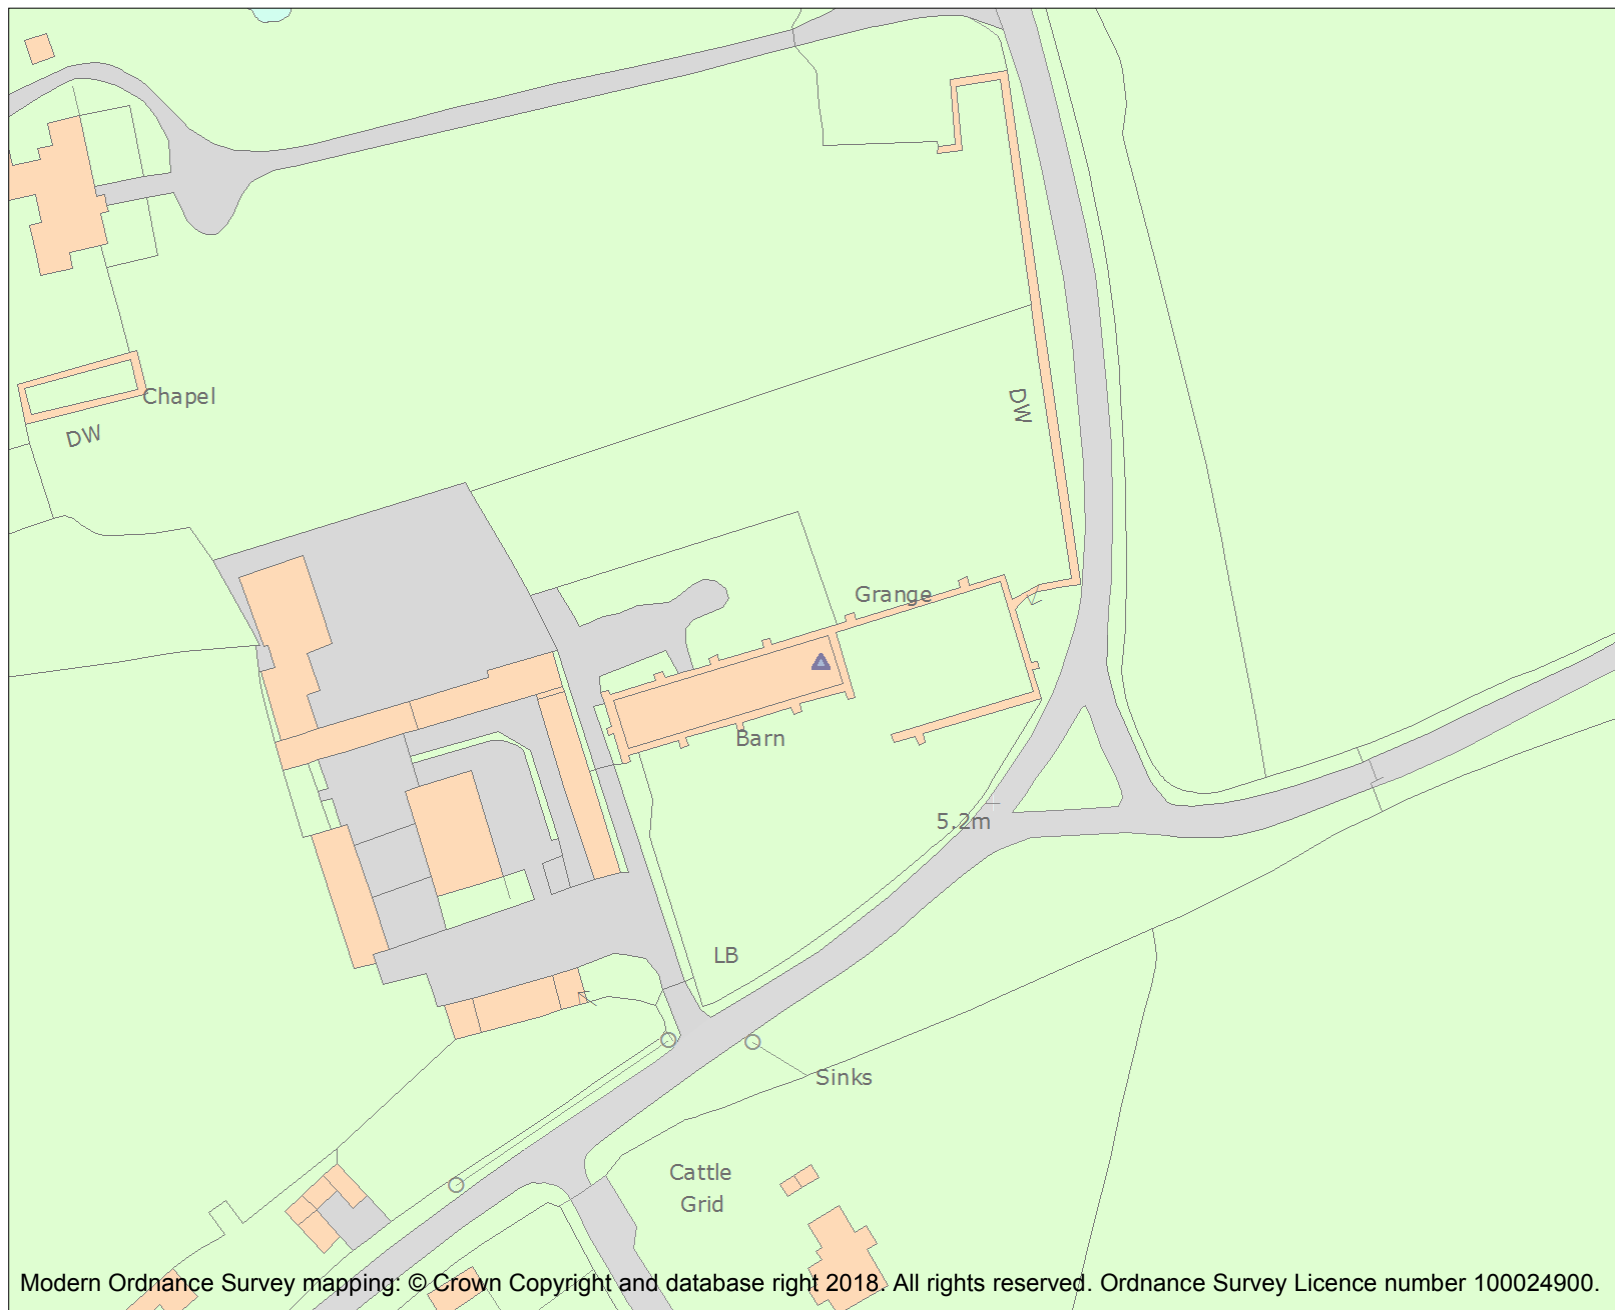 Chapel
DW
DW
Grange
Barn
5.2m
LB
Sinks
Cattle
Grid
Modern Ordnance Survey mapping: © Crown Copyright and database right 2018. All rights reserved. Ordnance Survey Licence number 100024900.